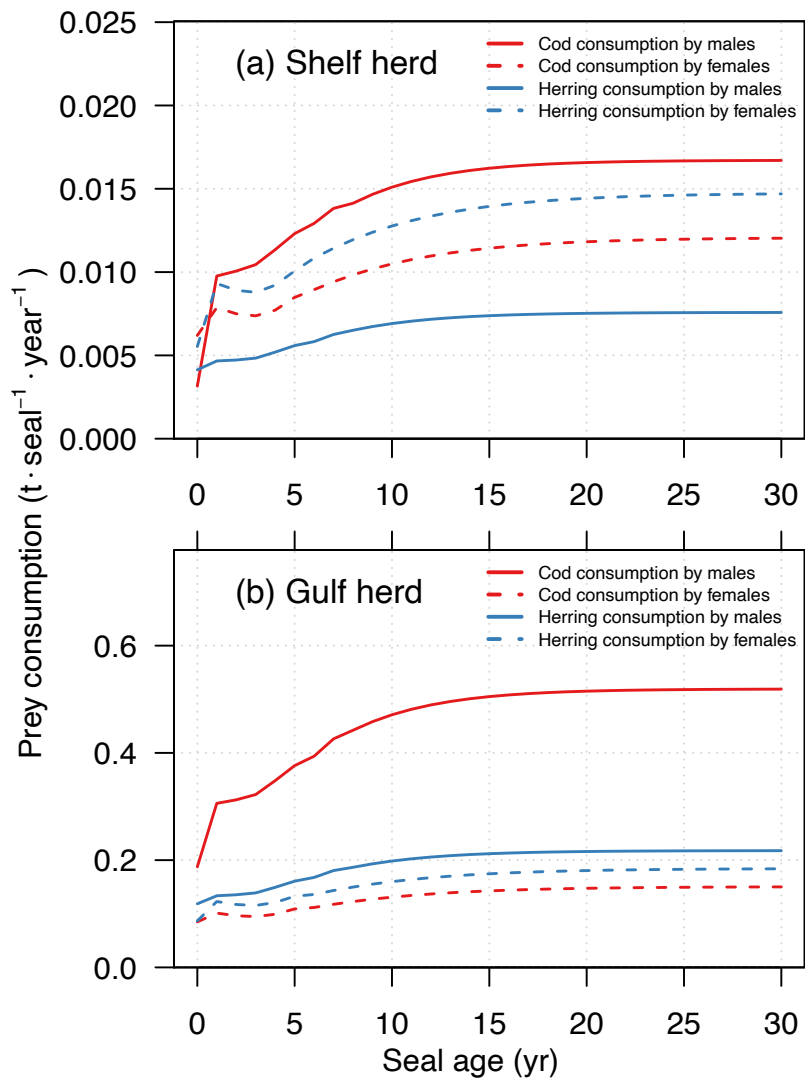 Prey consumption (t · seal⁻¹ · year⁻¹)
0.025
0.020
0.015
0.010
0.005
0.000
(a) Shelf herd
Cod consumption by males
Cod consumption by females
Herring consumption by males
Herring consumption by females
0 5 10 15 20 25 30
0.6
0.4
0.2
0.0
(b) Gulf herd
Cod consumption by males
Cod consumption by females
Herring consumption by males
Herring consumption by females
0 5 10 15 20 25 30
Seal age (yr)